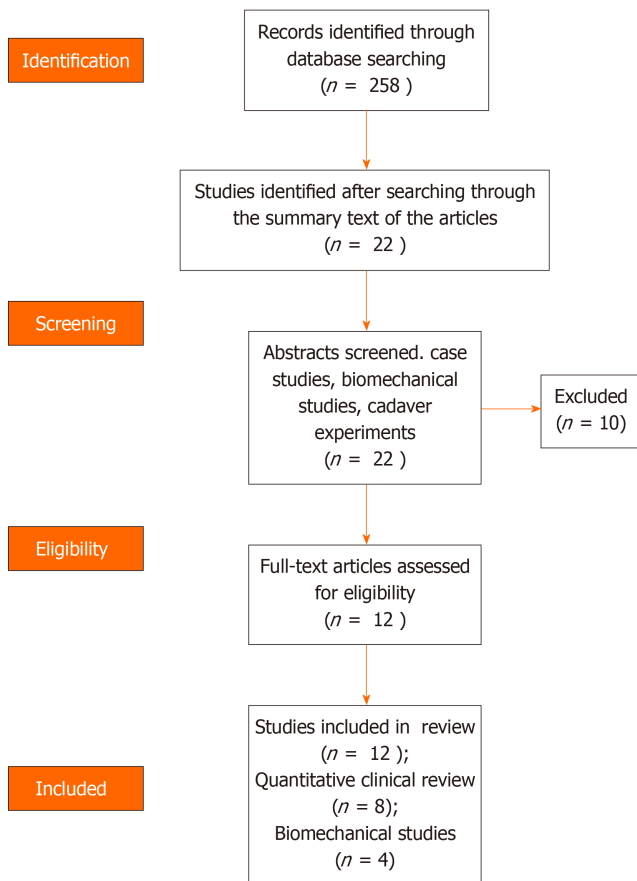 Identification
Records identified through
database searching
(n = 258 )
Studies identified after searching through
the summary text of the articles
(n = 22 )
Screening
Abstracts screened. case
studies, biomechanical
studies, cadaver
experiments
(n = 22 )
Excluded
(n = 10)
Eligibility
Full-text articles assessed
for eligibility
(n = 12 )
Included
Studies included in review
(n = 12 );
Quantitative clinical review
(n = 8);
Biomechanical studies
(n = 4)